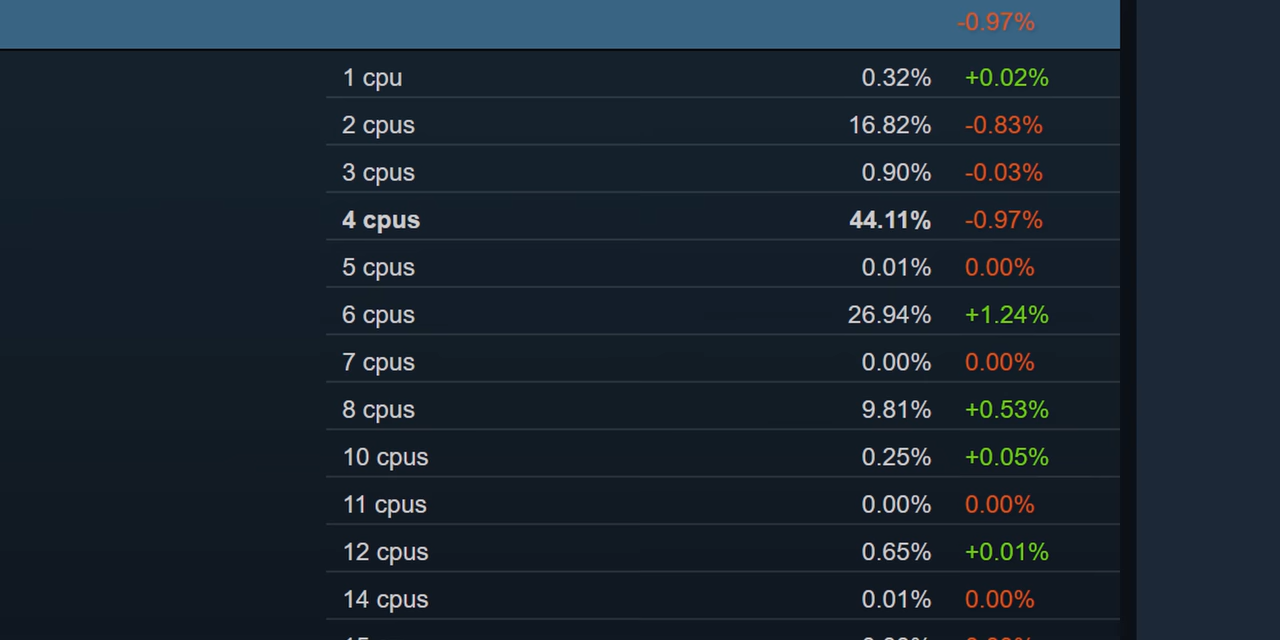 -0.97%
1 cpu 0.32% +0.02%
2 cpus 16.82% -0.83%
3 cpus 0.90% -0.03%
4 cpus 44.11% -0.97%
5 cpus 0.01% 0.00%
6 cpus 26.94% +1.24%
7 cpus 0.00% 0.00%
8 cpus 9.81% +0.53%
10 cpus 0.25% +0.05%
11 cpus 0.00% 0.00%
12 cpus 0.65% +0.01%
14 cpus 0.01% 0.00%